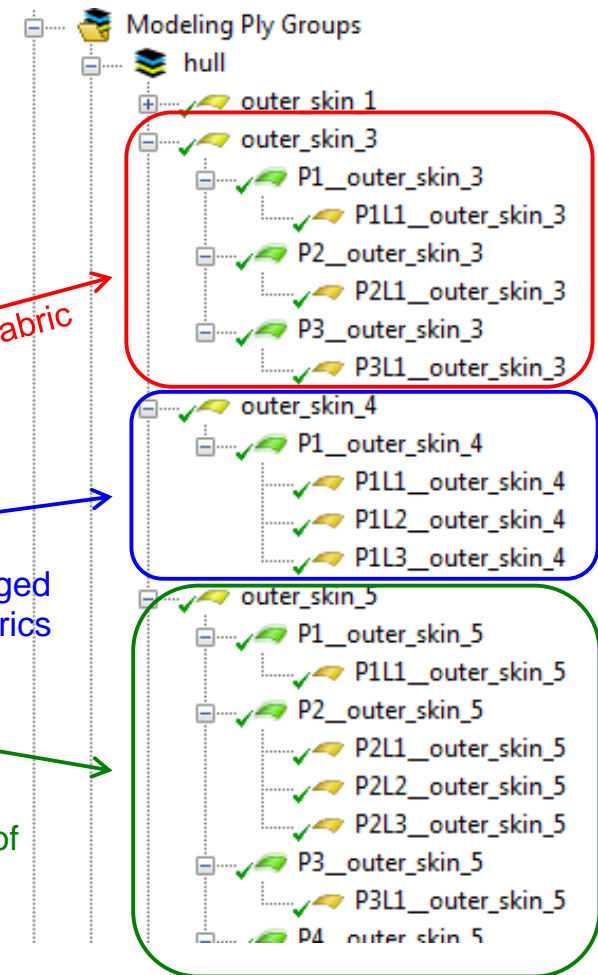 Modeling Ply Groups
hull
outer_skin_1
outer_skin_3
P1__outer_skin_3
P1L1__outer_skin_3
P2__outer_skin_3
P2L1__outer_skin_3
abric
P3__outer_skin_3
P3L1__outer_skin_3
outer_skin_4
P1__outer_skin_4
P1L1__outer_skin_4
P1L2__outer_skin_4
P1L3__outer_skin_4
ged
outer_skin_5
rics
P1__outer_skin_5
P1L1__outer_skin_5
P2__outer_skin_5
P2L1__outer_skin_5
P2L2__outer_skin_5
P2L3__outer_skin_5
of
P3__outer_skin_5
P3L1__outer_skin_5
P4__outer_skin_5